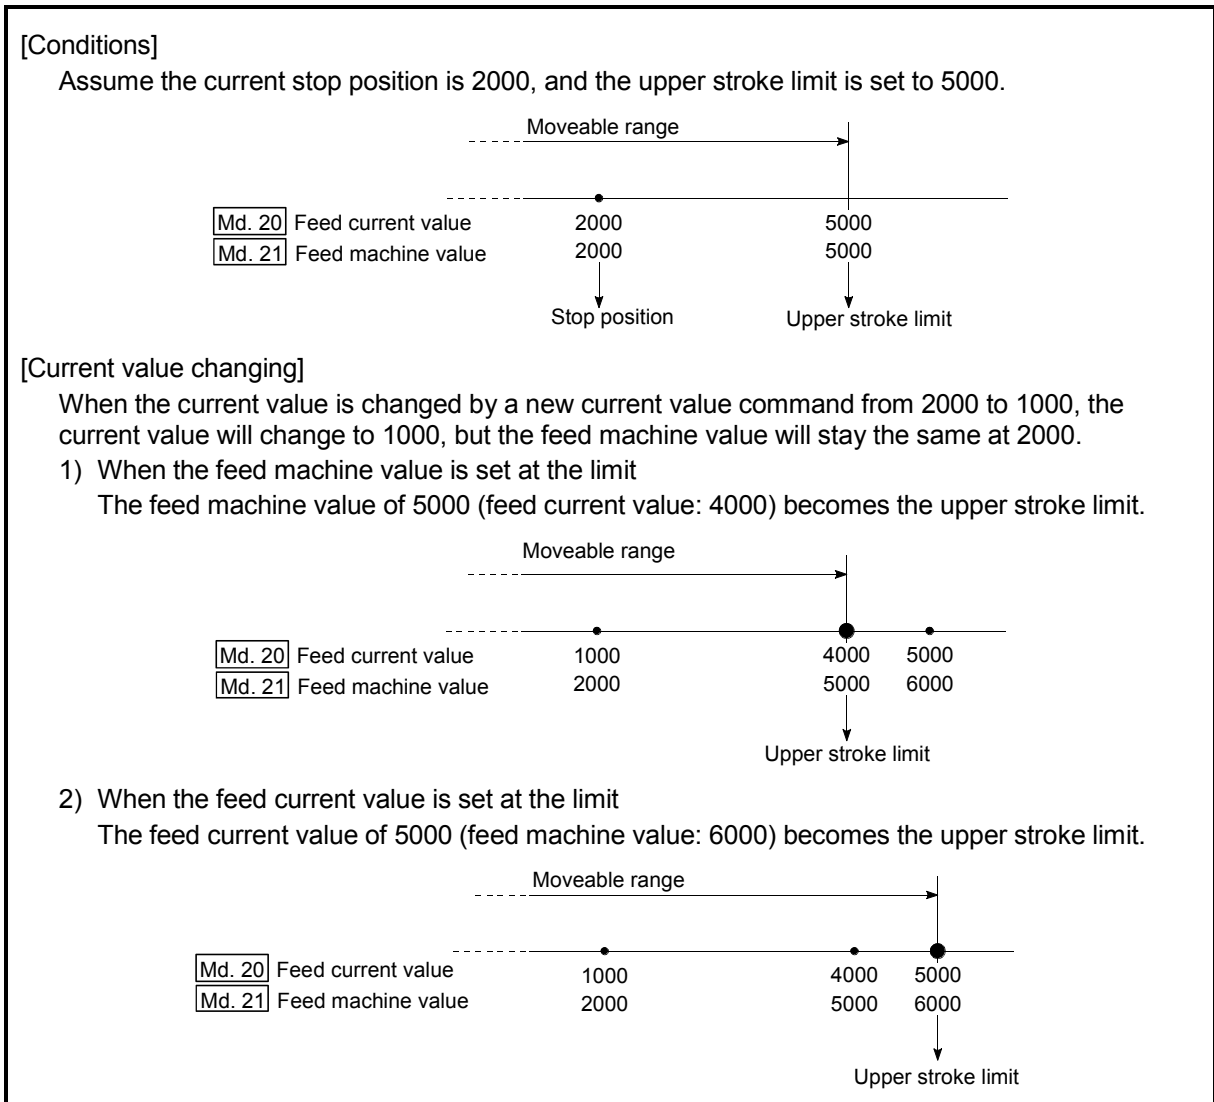 [Conditions]
Assume the current stop position is 2000, and the upper stroke limit is set to 5000.
Moveable range
Md. 20 Feed current value 2000 5000
Md. 21 Feed machine value 2000 5000
Stop position Upper stroke limit
[Current value changing]
When the current value is changed by a new current value command from 2000 to 1000, the
current value will change to 1000, but the feed machine value will stay the same at 2000.
1) When the feed machine value is set at the limit
The feed machine value of 5000 (feed current value: 4000) becomes the upper stroke limit.
Moveable range
Md. 20 Feed current value 1000 4000 5000
Md. 21 Feed machine value 2000 5000 6000
Upper stroke limit
2) When the feed current value is set at the limit
The feed current value of 5000 (feed machine value: 6000) becomes the upper stroke limit.
Moveable range
Md. 20 Feed current value 1000 4000 5000
Md. 21 Feed machine value 2000 5000 6000
Upper stroke limit